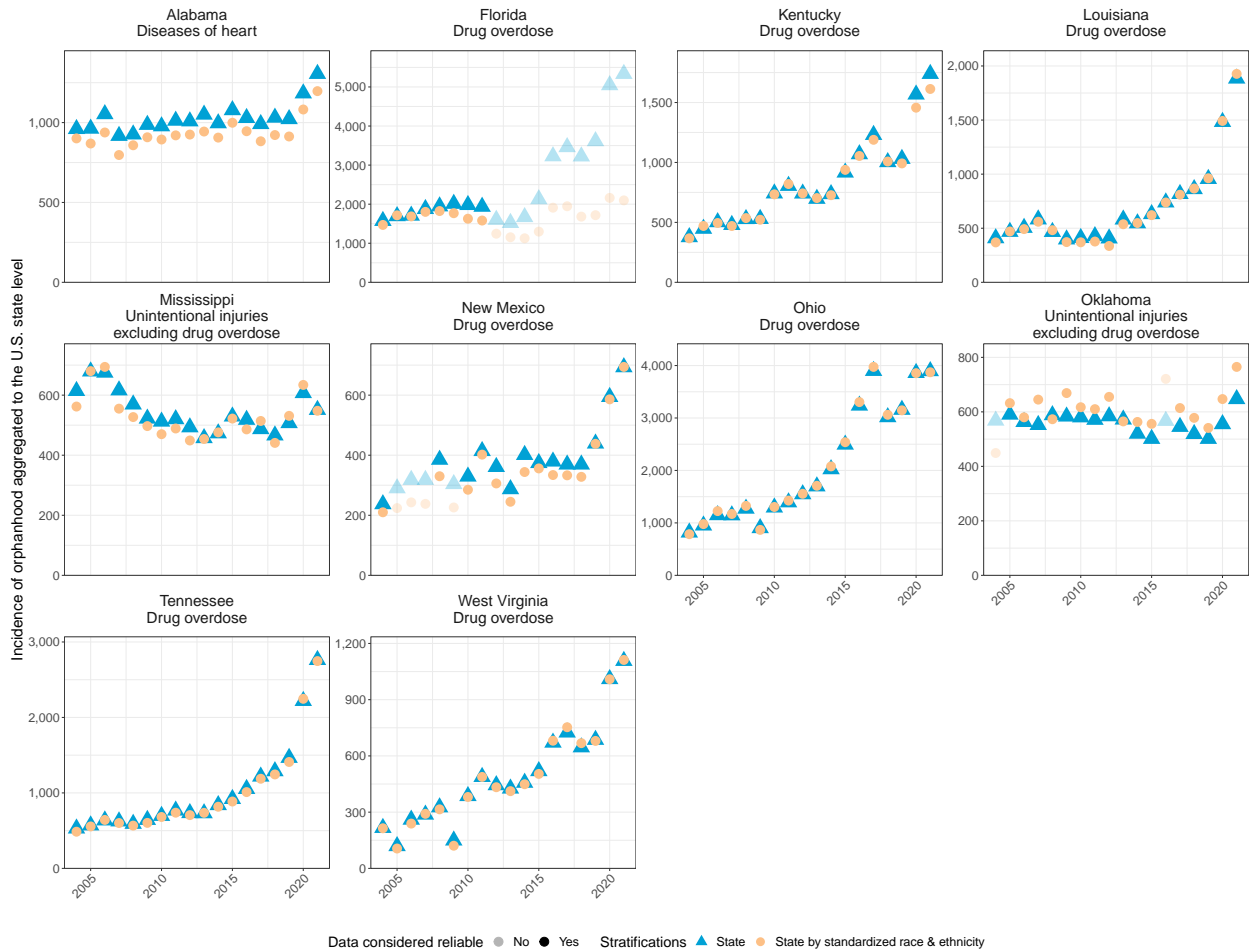 Alabama
Diseases of heart
Florida
Drug overdose
Kentucky
Drug overdose
Louisiana
Drug overdose
1,000
500
0
5,000
4,000
3,000
2,000
1,000
0
1,500
1,000
500
0
2,000
1,500
1,000
500
0
Mississippi
Unintentional injuries
excluding drug overdose
New Mexico
Drug overdose
Ohio
Drug overdose
Oklahoma
Unintentional injuries
excluding drug overdose
600
400
200
0
600
400
200
0
4,000
3,000
2,000
1,000
0
2005
2010
2015
2020
800
600
400
200
0
2005
2010
2015
2020
Tennessee
Drug overdose
West Virginia
Drug overdose
3,000
2,000
1,000
0
2005
2010
2015
2020
1,200
900
600
300
0
2005
2010
2015
2020
Incidence of orphanhood aggregated to the U.S. state level
Data considered reliable No Yes Stratifications State State by standardized race & ethnicity